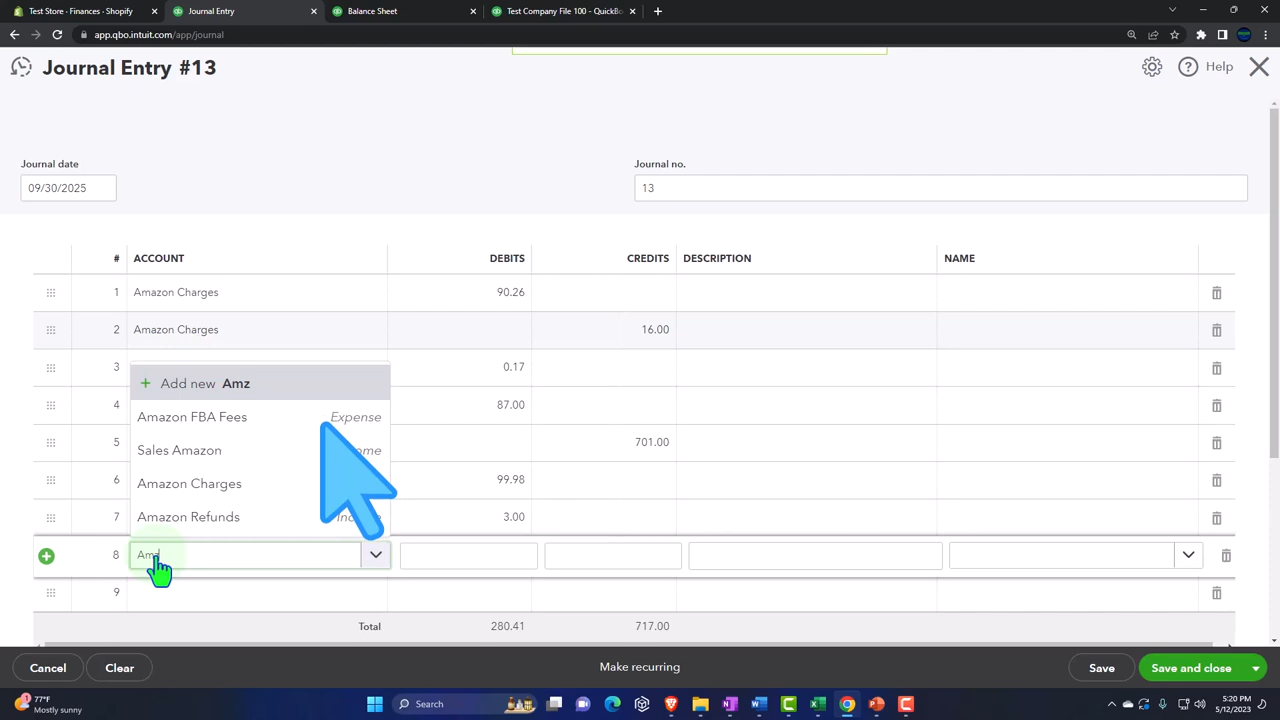 Test Store - Finances - Shopify
Journal Entry
Balance Sheet
Test Company File 100 - QuickBo
app.qbo.intuit.com/app/journal
Journal Entry #13
Help
Journal date
Journal no.
09/30/2025
13
# ACCOUNT DEBITS CREDITS DESCRIPTION NAME
1 Amazon Charges 90.26
2 Amazon Charges 16.00
3 0.17
+ Add new Amz
4 87.00
Amazon FBA Fees Expense
5 701.00
Sales Amazon
6 99.98
Amazon Charges
7 3.00
Amazon Refunds
8
9
Total 280.41 717.00
Cancel
Clear
Make recurring
Save
Save and close
77°F
Mostly sunny
Search
5:20 PM
5/12/2023